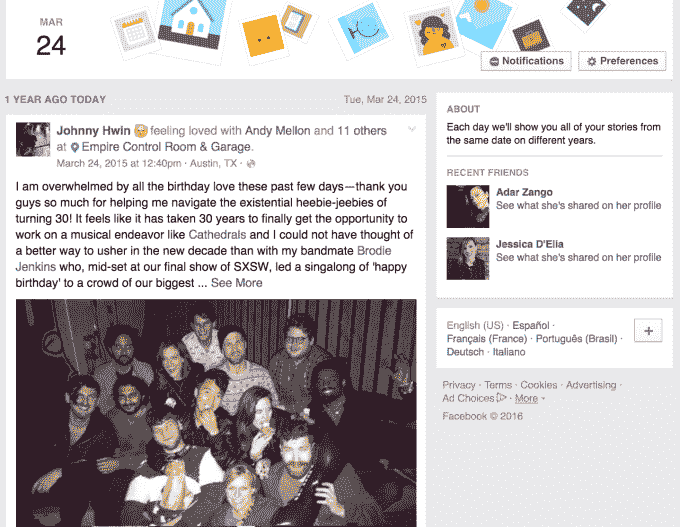 MAR
24
Notifications
Preferences
1 YEAR AGO TODAY
Tue, Mar 24, 2015
Johnny Hwin feeling loved with Andy Mellon and 11 others
at Empire Control Room & Garage.
March 24, 2015 at 12:40pm · Austin, TX ·
I am overwhelmed by all the birthday love these past few days—thank you
guys so much for helping me navigate the existential heebie-jeebies of
turning 30! It feels like it has taken 30 years to finally get the opportunity to
work on a musical endeavor like Cathedrals and I could not have thought of
a better way to usher in the new decade than with my bandmate Brodie
Jenkins who, mid-set at our final show of SXSW, led a singalong of 'happy
birthday' to a crowd of our biggest ... See More
ABOUT
Each day we'll show you all of your stories from
the same date on different years.
RECENT FRIENDS
Adar Zango
See what she's shared on her profile
Jessica D'Elia
See what she's shared on her profile
English (US) · Español ·
Français (France) · Português (Brasil) ·
Deutsch · Italiano
Privacy · Terms · Cookies · Advertising ·
Ad Choices · More
Facebook © 2016